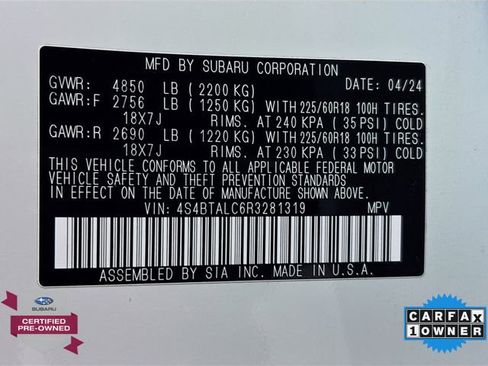 MFD BY SUBARU CORPORATION
GVWR: 4850 LB (2200 KG) DATE: 04/24
GAWR:F 2756 LB (1250 KG) WITH 225/60R18 100H TIRES.
18X7J RIMS. AT 240 KPA (35 PSI) COLD
GAWR:R 2690 LB (1220 KG) WITH 225/60R18 100H TIRES.
18X7J RIMS. AT 230 KPA (33 PSI) COLD
THIS VEHICLE CONFORMS TO ALL APPLICABLE FEDERAL MOTOR
VEHICLE SAFETY AND THEFT PREVENTION STANDARDS
IN EFFECT ON THE DATE OF MANUFACTURE SHOWN ABOVE.
VIN: 4S4BTALC6R3281319 MPV
ASSEMBLED BY SIA INC. MADE IN U.S.A.
SUBARU
CERTIFIED
PRE-OWNED
CARFAX
1 OWNER